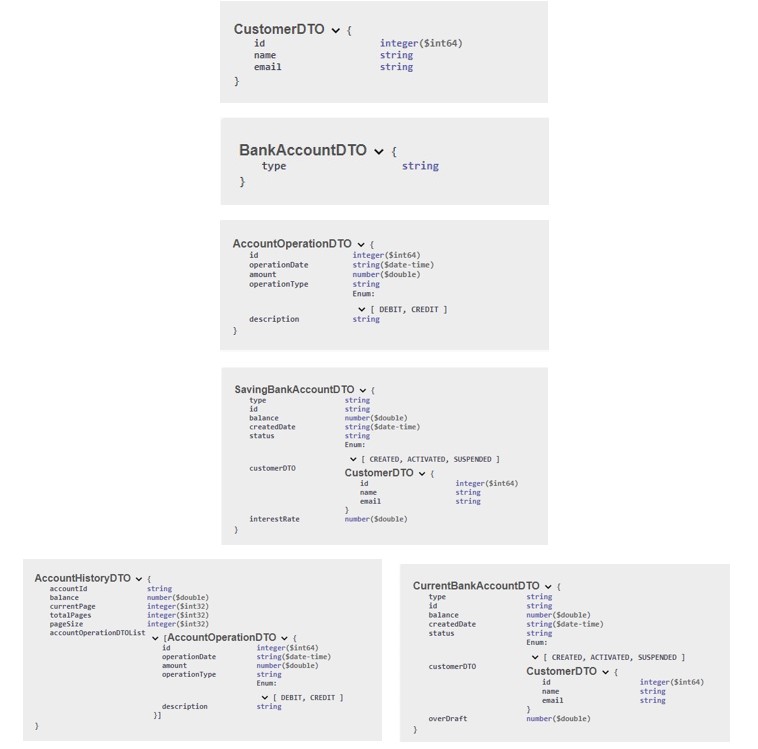 CustomerDTO {
id integer($int64)
name string
email string
}
BankAccountDTO {
type string
}
AccountOperationDTO {
id integer($int64)
operationDate string($date-time)
amount number($double)
operationType string
Enum:
[ DEBIT, CREDIT ]
description string
}
SavingBankAccountDTO {
type string
id string
balance number($double)
createdDate string($date-time)
status string
Enum:
[ CREATED, ACTIVATED, SUSPENDED ]
customerDTO
CustomerDTO {
id integer($int64)
name string
email string
}
interestRate number($double)
}
AccountHistoryDTO {
accountId string
balance number($double)
currentPage integer($int32)
totalPages integer($int32)
pageSize integer($int32)
accountOperationDTOList
[AccountOperationDTO {
id integer($int64)
operationDate string($date-time)
amount number($double)
operationType string
Enum:
[ DEBIT, CREDIT ]
description string
}]
}
CurrentBankAccountDTO {
type string
id string
balance number($double)
createdDate string($date-time)
status string
Enum:
[ CREATED, ACTIVATED, SUSPENDED ]
customerDTO
CustomerDTO {
id integer($int64)
name string
email string
}
overDraft number($double)
}